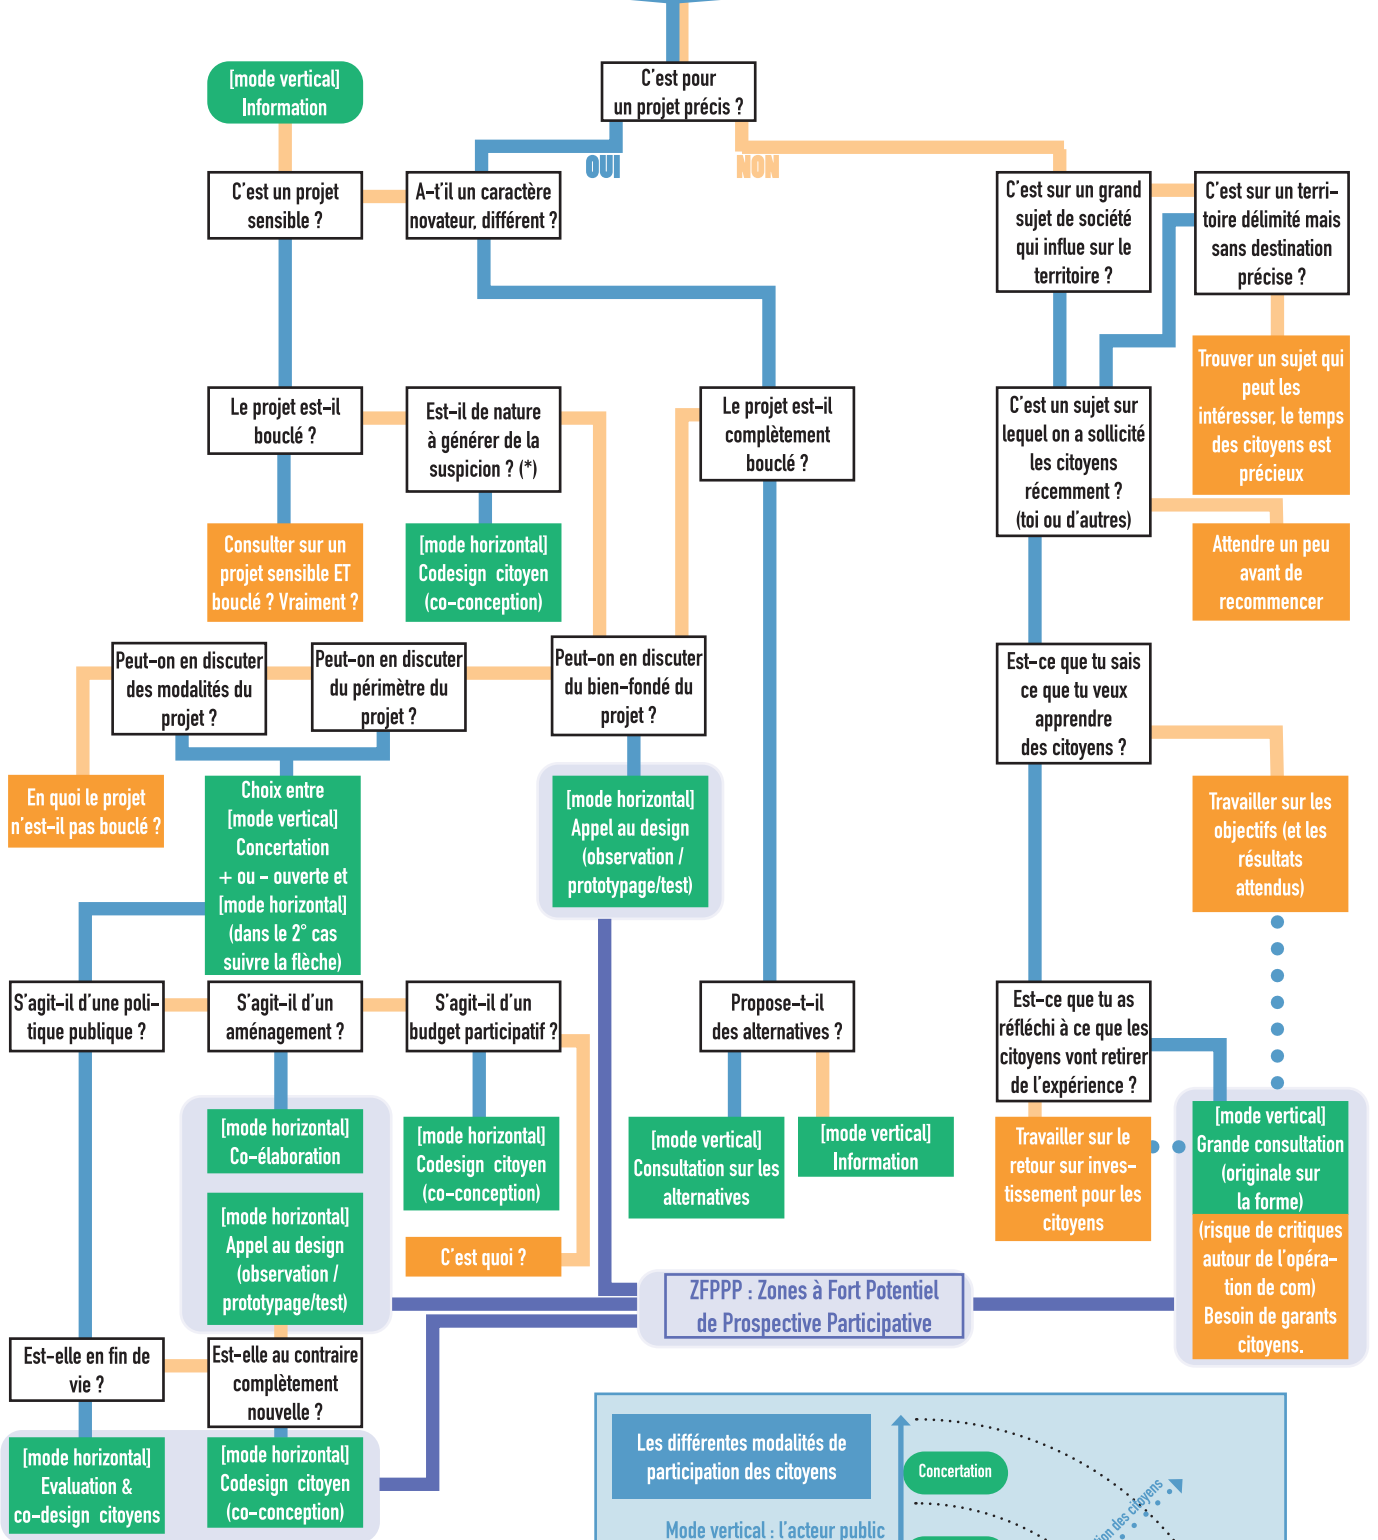 C'est pour
un projet précis ?
[mode vertical]
Information
OUI
NON
C'est un projet
sensible ?
A-t'il un caractère
novateur, différent ?
C'est sur un grand
sujet de société
qui influe sur le
territoire ?
C'est sur un terri-
toire délimité mais
sans destination
précise ?
Trouver un sujet qui
peut les
intéresser, le temps
des citoyens est
précieux
Le projet est-il
bouclé ?
Est-il de nature
à générer de la
suspicion ? (*)
Le projet est-il
complètement
bouclé ?
C'est un sujet sur
lequel on a sollicité
les citoyens
récemment ?
(toi ou d'autres)
Consulter sur un
projet sensible ET
bouclé ? Vraiment ?
[mode horizontal]
Codesign citoyen
(co-conception)
Attendre un peu
avant de
recommencer
Peut-on en discuter
des modalités du
projet ?
Peut-on en discuter
du périmètre du
projet ?
Peut-on en discuter
du bien-fondé du
projet ?
Est-ce que tu sais
ce que tu veux
apprendre
des citoyens ?
En quoi le projet
n'est-il pas bouclé ?
Choix entre
[mode vertical]
Concertation
+ ou - ouverte et
[mode horizontal]
(dans le 2° cas
suivre la flèche)
[mode horizontal]
Appel au design
(observation /
prototypage/test)
Travailler sur les
objectifs (et les
résultats
attendus)
S'agit-il d'une poli-
tique publique ?
S'agit-il d'un
aménagement ?
S'agit-il d'un
budget participatif ?
Propose-t-il
des alternatives ?
Est-ce que tu as
réfléchi à ce que les
citoyens vont retirer
de l'expérience ?
[mode horizontal]
Co-élaboration
[mode horizontal]
Codesign citoyen
(co-conception)
[mode vertical]
Consultation sur les
alternatives
[mode vertical]
Information
Travailler sur le
retour sur inves-
tissement pour les
citoyens
[mode vertical]
Grande consultation
(originale sur
la forme)
(risque de critiques
autour de l'opéra-
tion de com)
Besoin de garants
citoyens.
[mode horizontal]
Appel au design
(observation /
prototypage/test)
C'est quoi ?
ZFPPP : Zones à Fort Potentiel
de Prospective Participative
Est-elle en fin de
vie ?
Est-elle au contraire
complètement
nouvelle ?
[mode horizontal]
Evaluation &
co-design citoyens
[mode horizontal]
Codesign citoyen
(co-conception)
Les différentes modalités de
participation des citoyens
Concertation
des citoyens
Mode vertical : l'acteur public